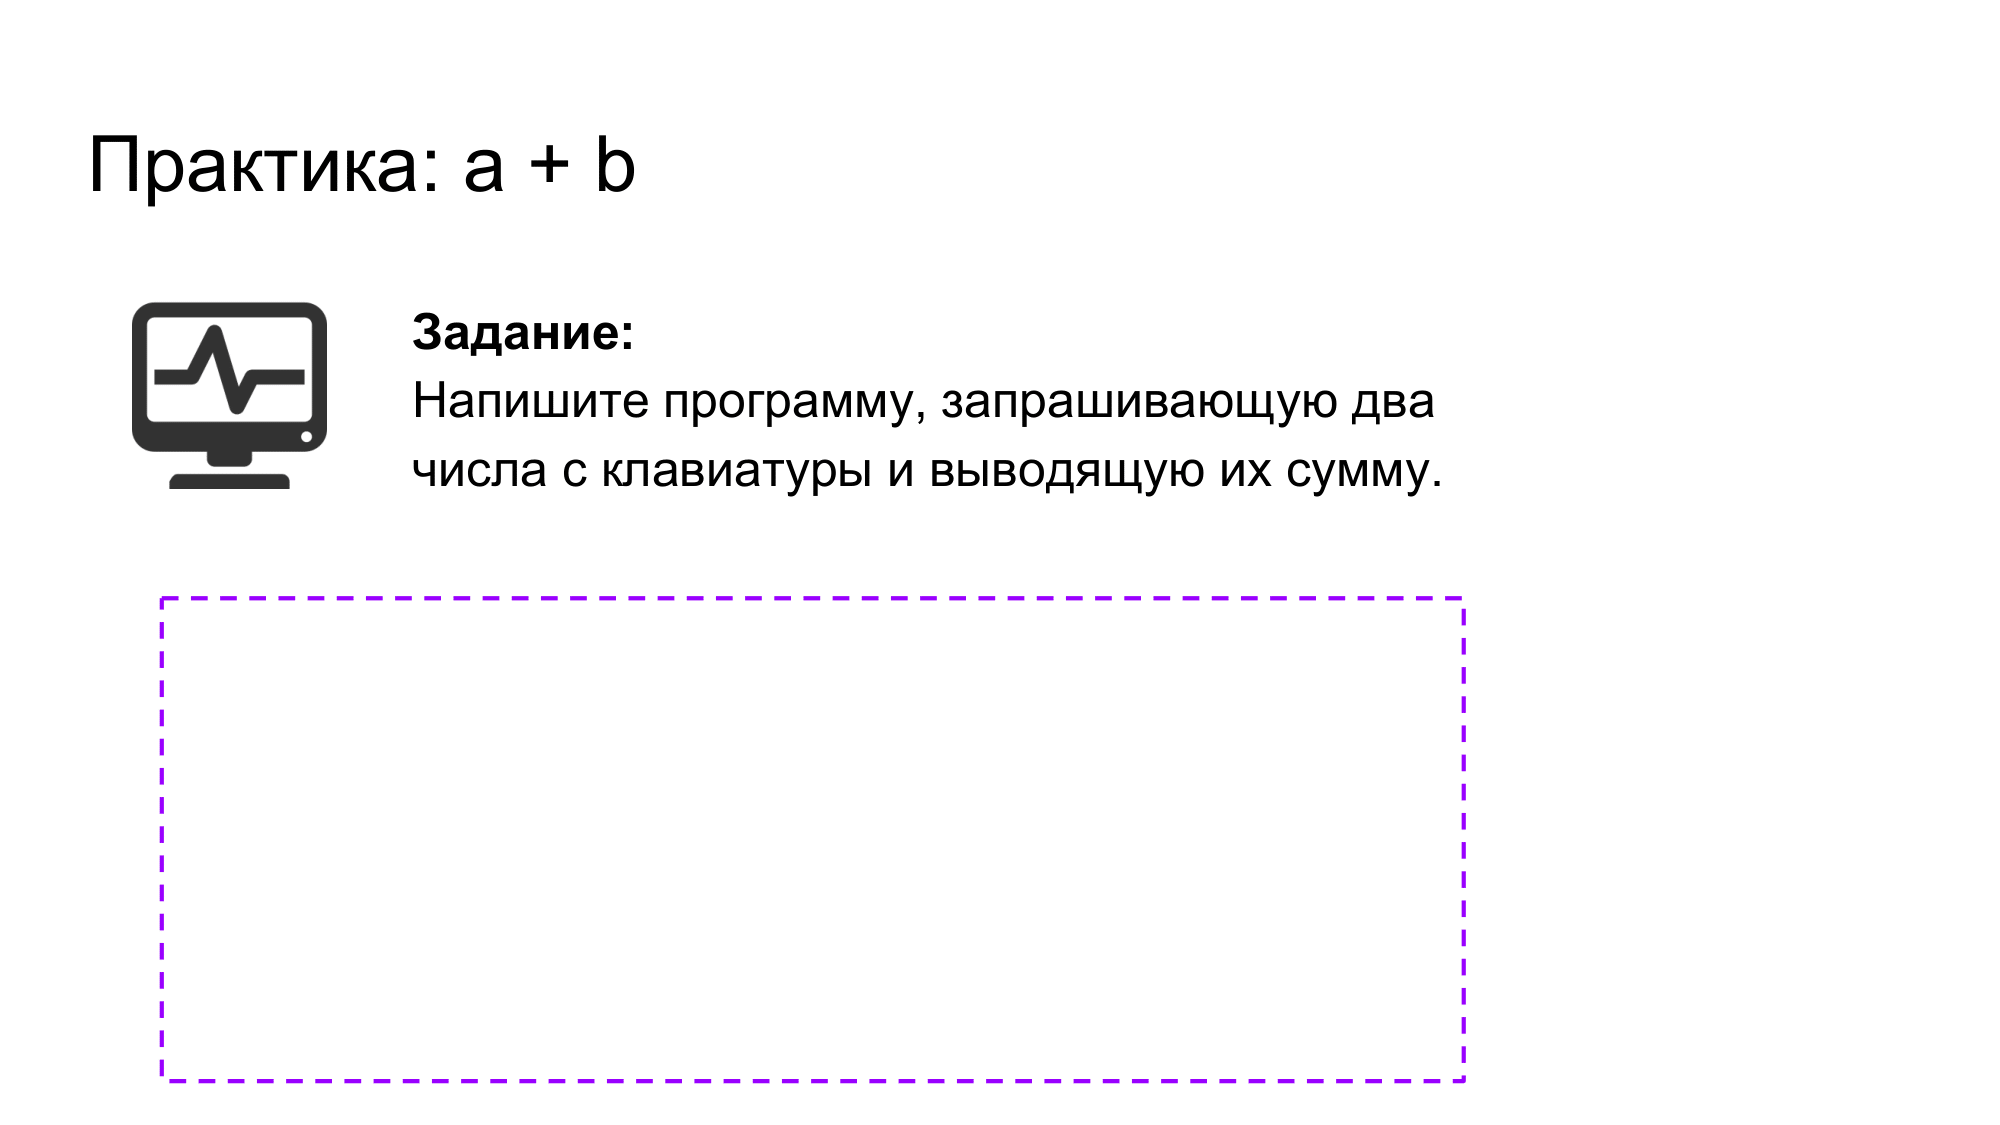 Практика: a + b
Задание:
Напишите программу, запрашивающую два
числа с клавиатуры и выводящую их сумму.